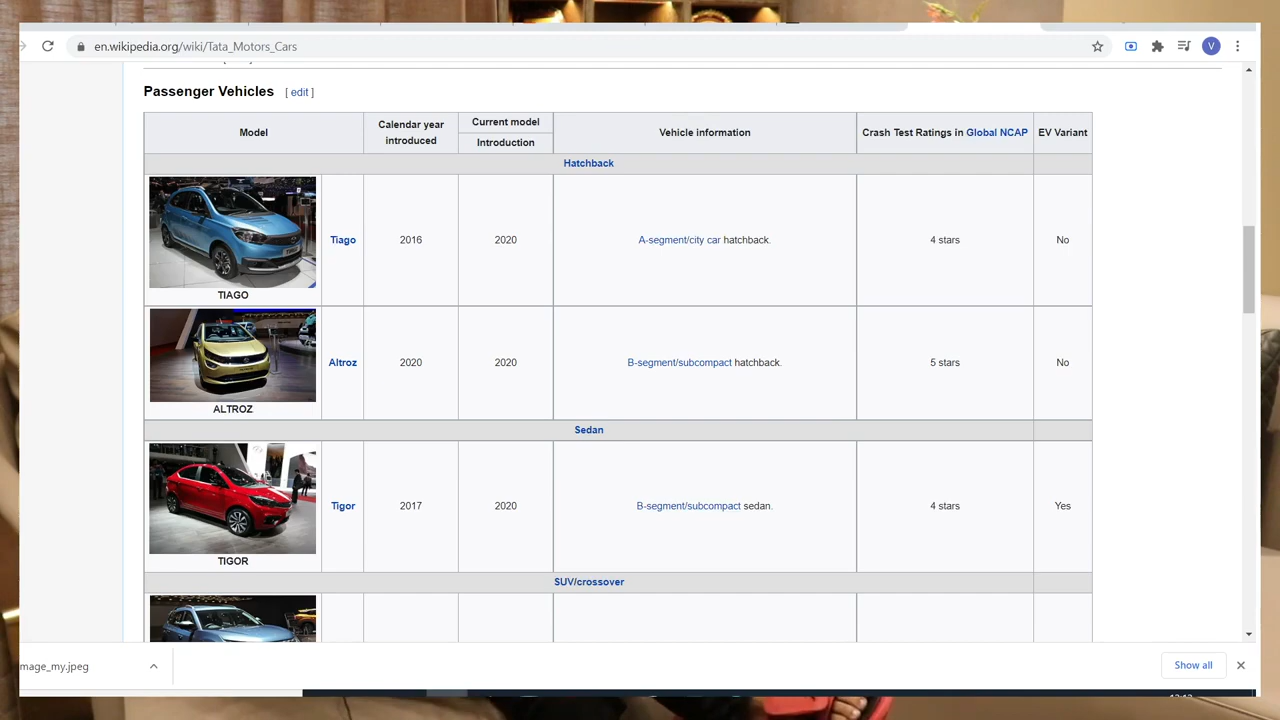 en.wikipedia.org/wiki/Tata_Motors_Cars
V
Passenger Vehicles [ edit ]
Model
Calendar year
introduced
Current model
Introduction
Vehicle information
Crash Test Ratings in Global NCAP
EV Variant
Hatchback
TIAGO
Tiago
2016
2020
A-segment/city car hatchback.
4 stars
No
ALTROZ
Altroz
2020
2020
B-segment/subcompact hatchback.
5 stars
No
Sedan
TIGOR
Tigor
2017
2020
B-segment/subcompact sedan.
4 stars
Yes
SUV/crossover
mage_my.jpeg
Show all